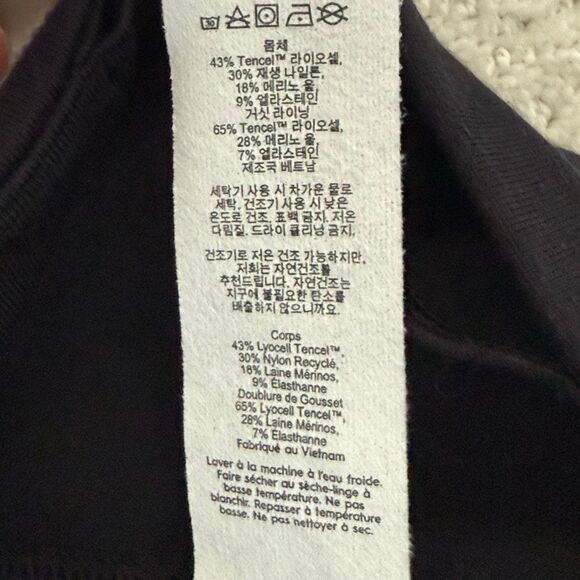 30
몸체
43% Tencel™ 라이오셀,
30% 재생 나일론,
18% 메리노 울,
9% 엘라스테인
거싯 라이닝
65% Tencel™ 라이오셀,
28% 메리노 울,
7% 엘라스테인
제조국 베트남
세탁기 사용 시 차가운 물로
세탁. 건조기 사용 시 낮은
온도로 건조. 표백 금지. 저온
다림질. 드라이 클리닝 금지.
건조기로 저온 건조 가능하지만,
저희는 자연건조를
추천드립니다. 자연건조는
지구에 불필요한 탄소를
배출하지 않으니까요.
Corps
43% Lyocell Tencel™
30% Nylon Recyclé,
18% Laine Mérinos,
9% Élasthanne
Doublure de Gousset
65% Lyocell Tencel™,
28% Laine Mérinos,
7% Élasthanne
Fabriqué au Vietnam
Laver à la machine à l'eau froide.
Faire sécher au sèche-linge à
basse température. Ne pas
blanchir. Repasser à température
basse. Ne pas nettoyer à sec.